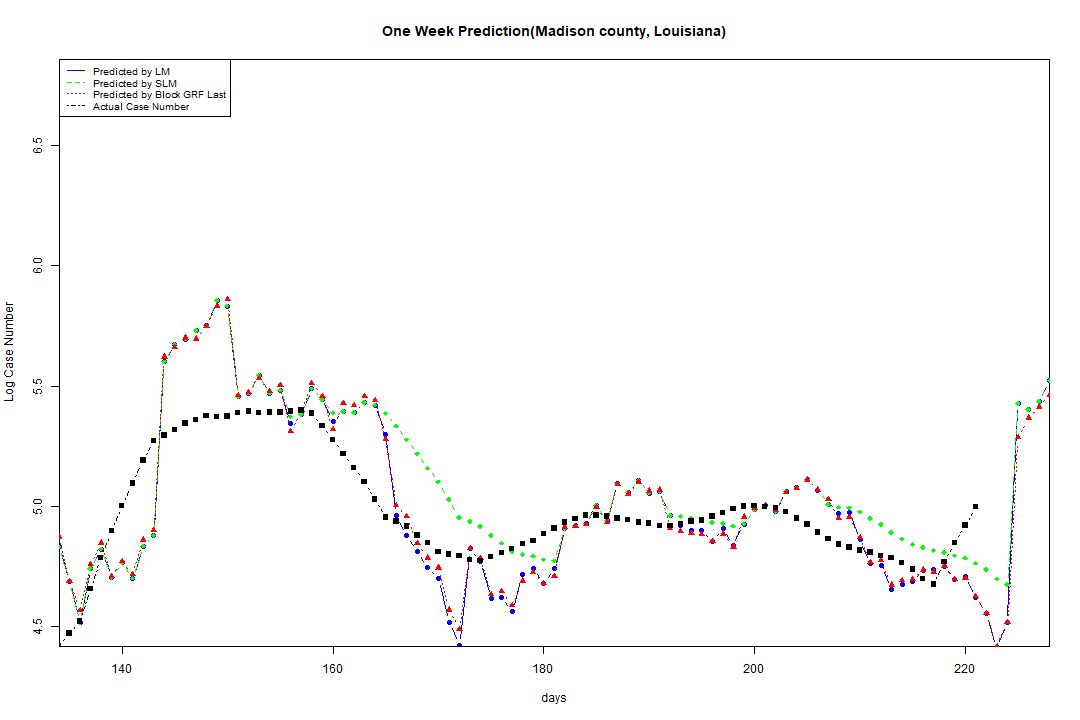 One Week Prediction(Madison county, Louisiana)
Predicted by LM
Predicted by SLM
Predicted by Block GRF Last
Actual Case Number
6.5
6.0
5.5
5.0
4.5
Log Case Number
140 160 180 200 220
days